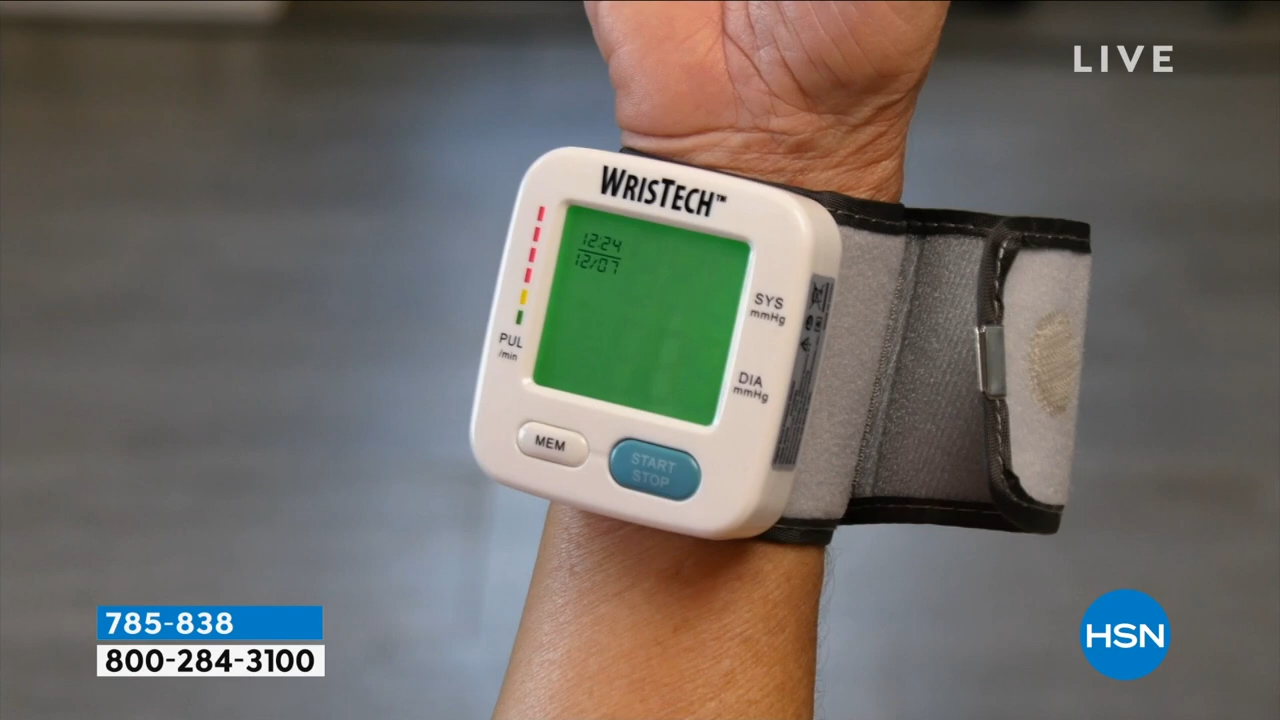 LIVE
WRISTECH™
12:24
12/07
SYS
mmHg
PUL
/min
DIA
mmHg
MEM
START
STOP
785-838
800-284-3100
HSN